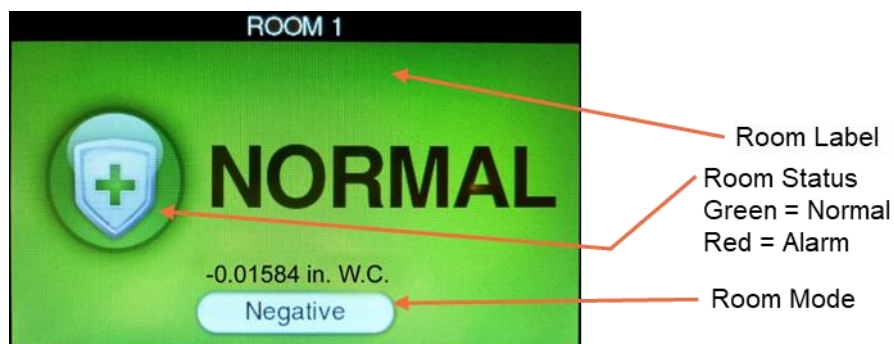 ROOM 1
NORMAL
-0.01584 in. W.C.
Negative
Room Label
Room Status
Green = Normal
Red = Alarm
Room Mode